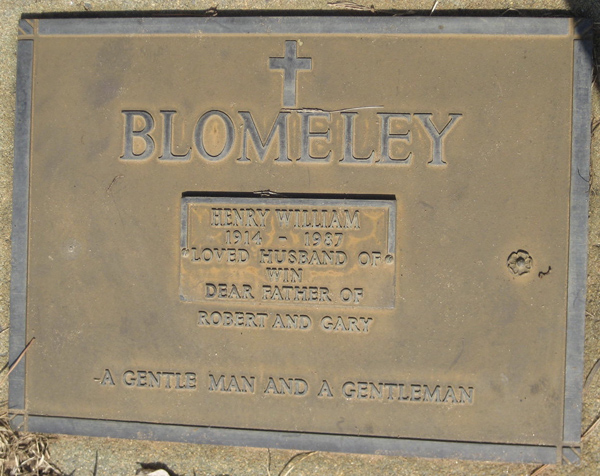 BLOMELEY
HENRY WILLIAM
1914 - 1987
LOVED HUSBAND OF
WIN
DEAR FATHER OF
ROBERT AND GARY
-A GENTLE MAN AND A GENTLEMAN